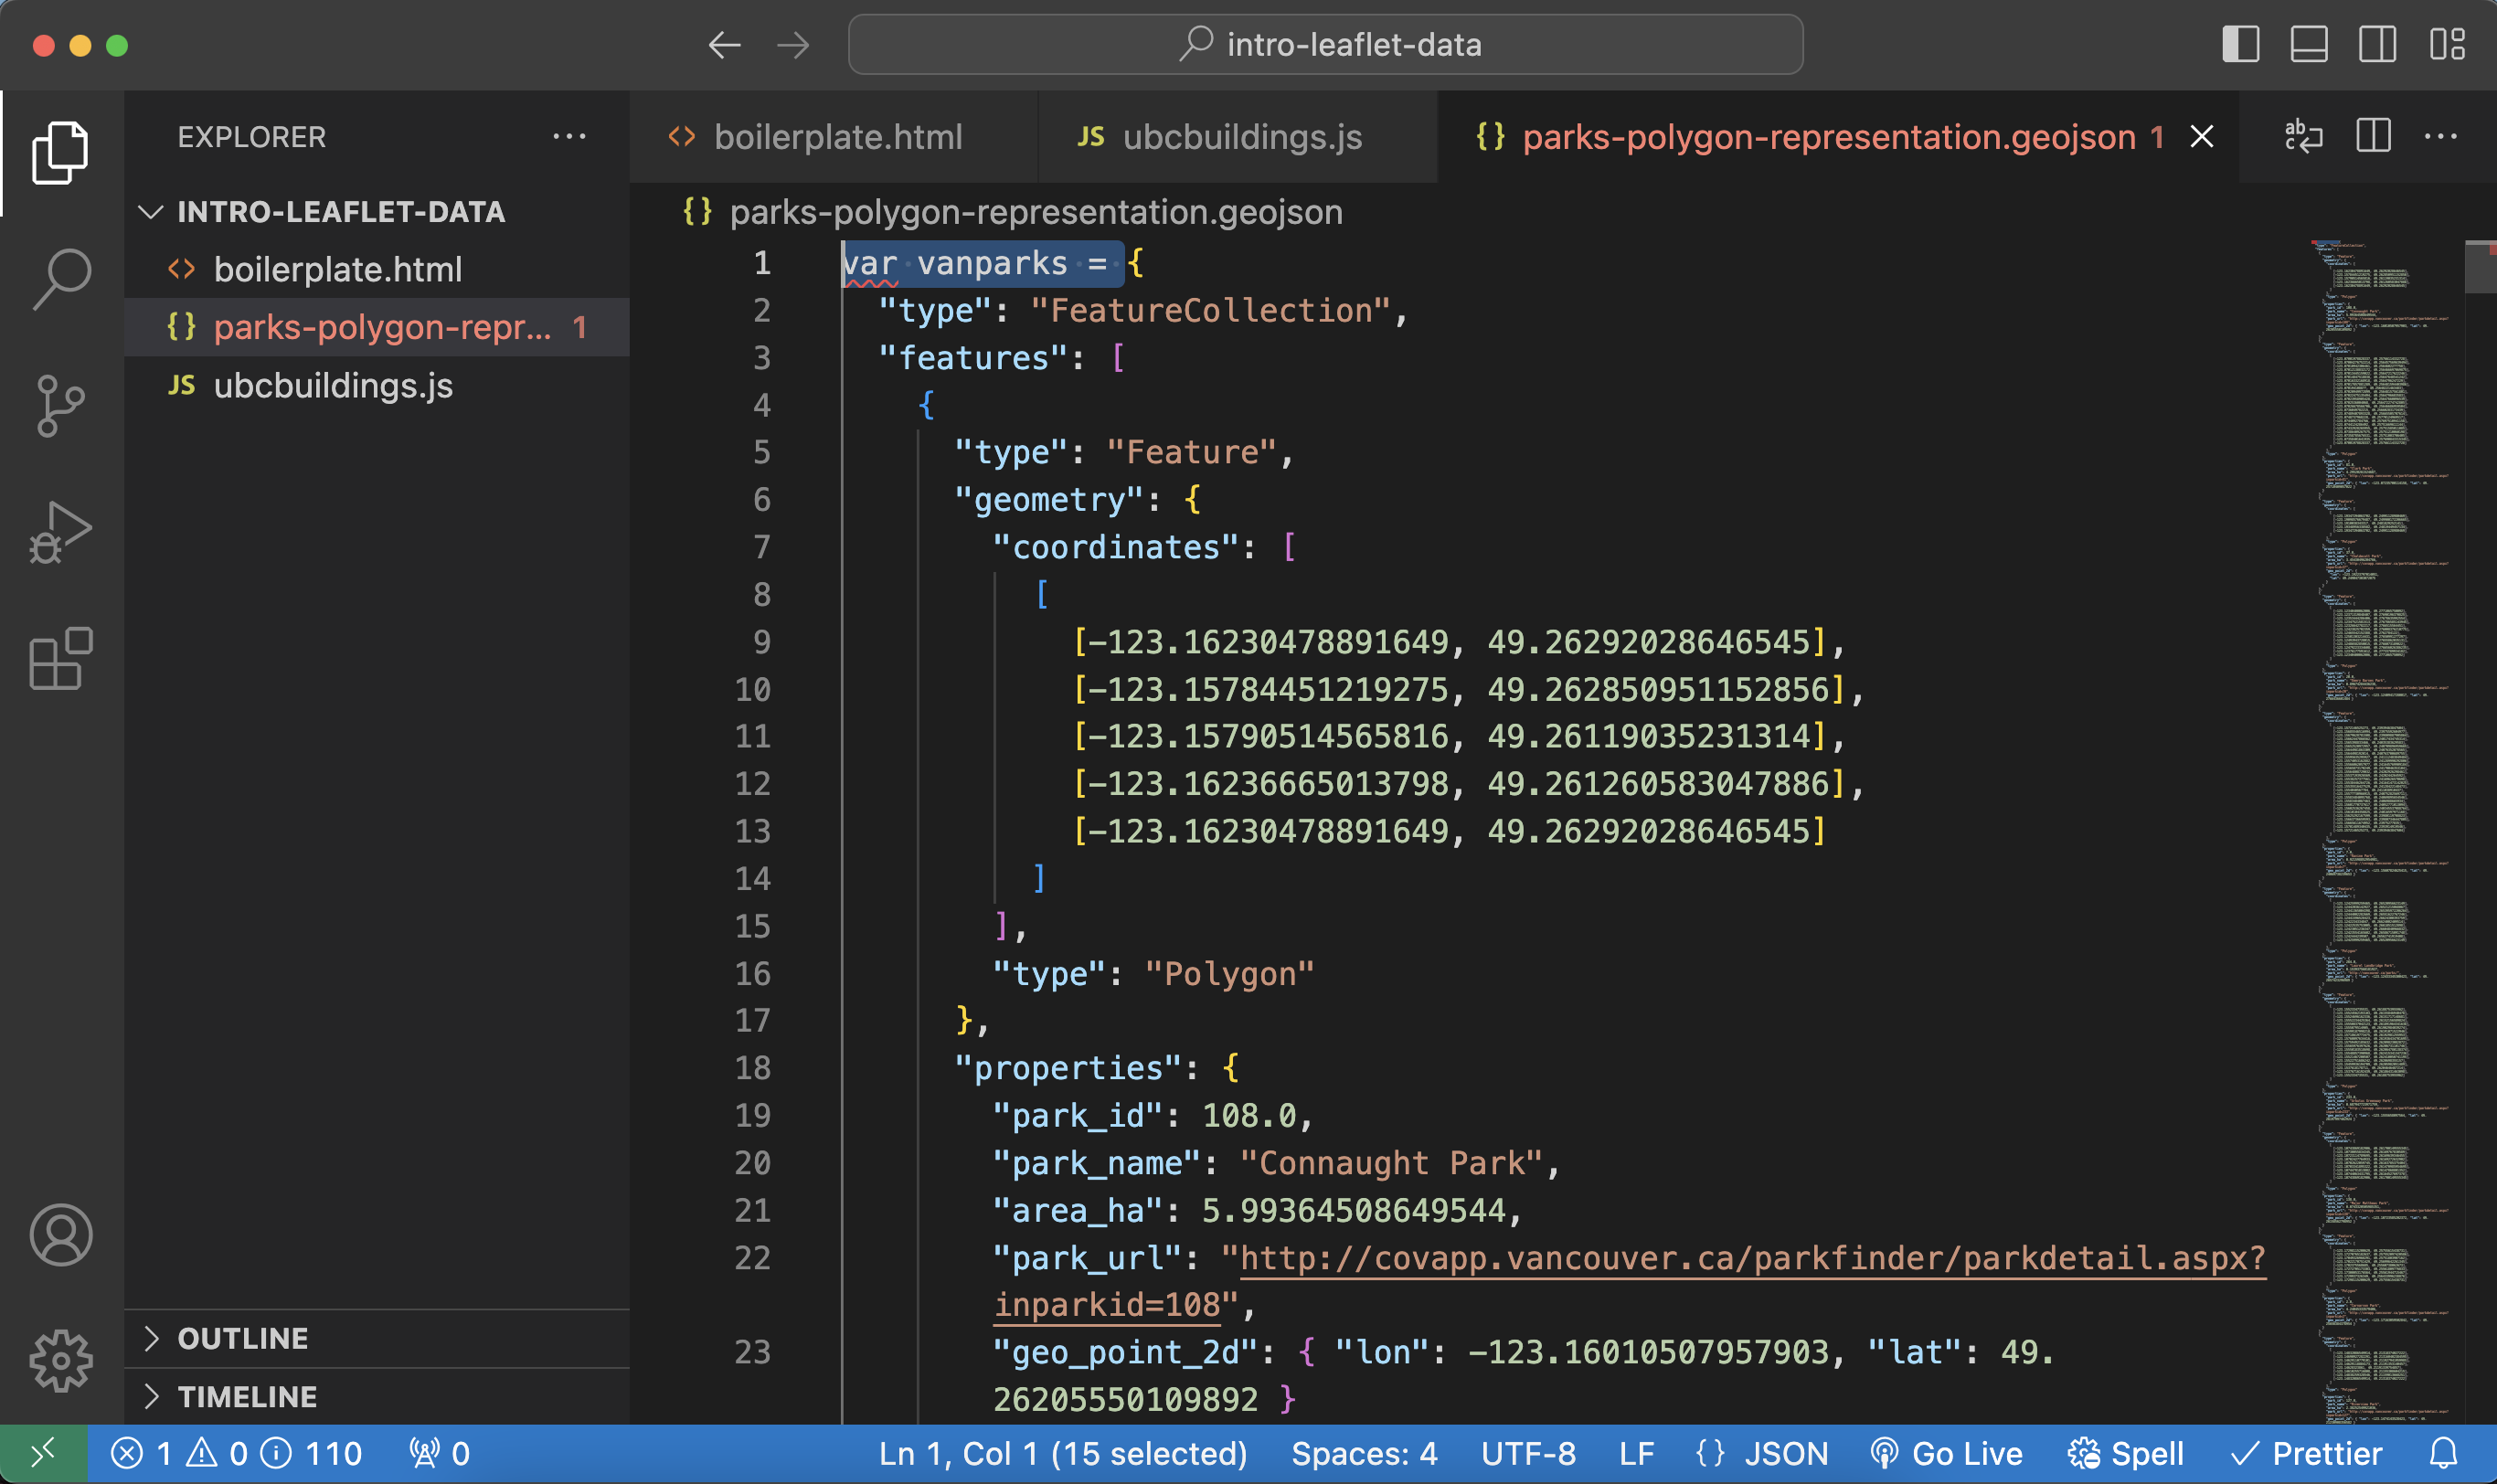 intro-leaflet-data
EXPLORER
INTRO-LEAFLET-DATA
boilerplate.html
parks-polygon-repr... 1
JS ubcbuildings.js
OUTLINE
TIMELINE
boilerplate.html
JS ubcbuildings.js
{} parks-polygon-representation.geojson 1
{} parks-polygon-representation.geojson
1 var vanparks = {
2 "type": "FeatureCollection",
3 "features": [
4 {
5 "type": "Feature",
6 "geometry": {
7 "coordinates": [
8 [
9 [-123.16230478891649, 49.26292028646545],
10 [-123.15784451219275, 49.262850951152856],
11 [-123.15790514565816, 49.26119035231314],
12 [-123.16236665013798, 49.261260583047886],
13 [-123.16230478891649, 49.26292028646545]
14 ]
15 ],
16 "type": "Polygon"
17 },
18 "properties": {
19 "park_id": 108.0,
20 "park_name": "Connaught Park",
21 "area_ha": 5.99364508649544,
22 "park_url": "http://covapp.vancouver.ca/parkfinder/parkdetail.aspx?
inparkid=108",
23 "geo_point_2d": { "lon": -123.16010507957903, "lat": 49.
26205550109892 }
1 0 110 0 Ln 1, Col 1 (15 selected) Spaces: 4 UTF-8 LF {} JSON Go Live Spell Prettier